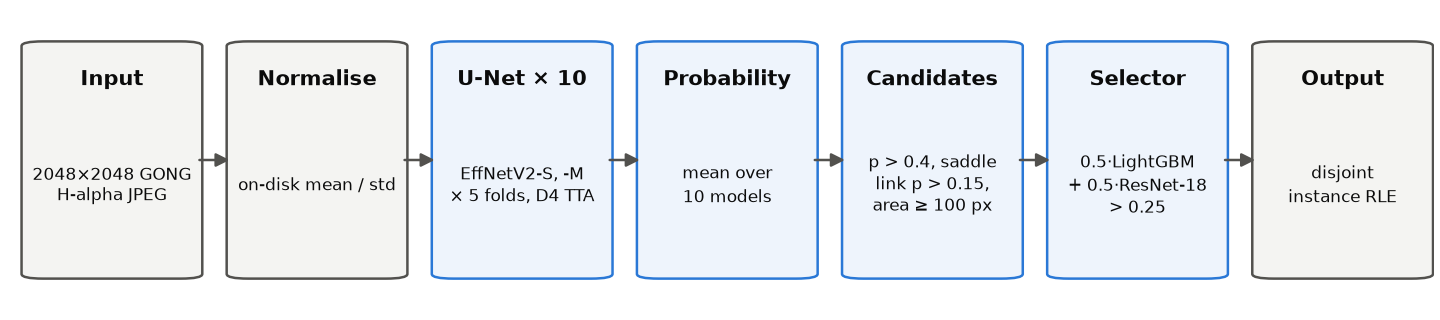 Input
2048×2048 GONG
H-alpha JPEG
Normalise
on-disk mean / std
U-Net × 10
EffNetV2-S, -M
× 5 folds, D4 TTA
Probability
mean over
10 models
Candidates
p > 0.4, saddle
link p > 0.15,
area ≥ 100 px
Selector
0.5·LightGBM
+ 0.5·ResNet-18
> 0.25
Output
disjoint
instance RLE